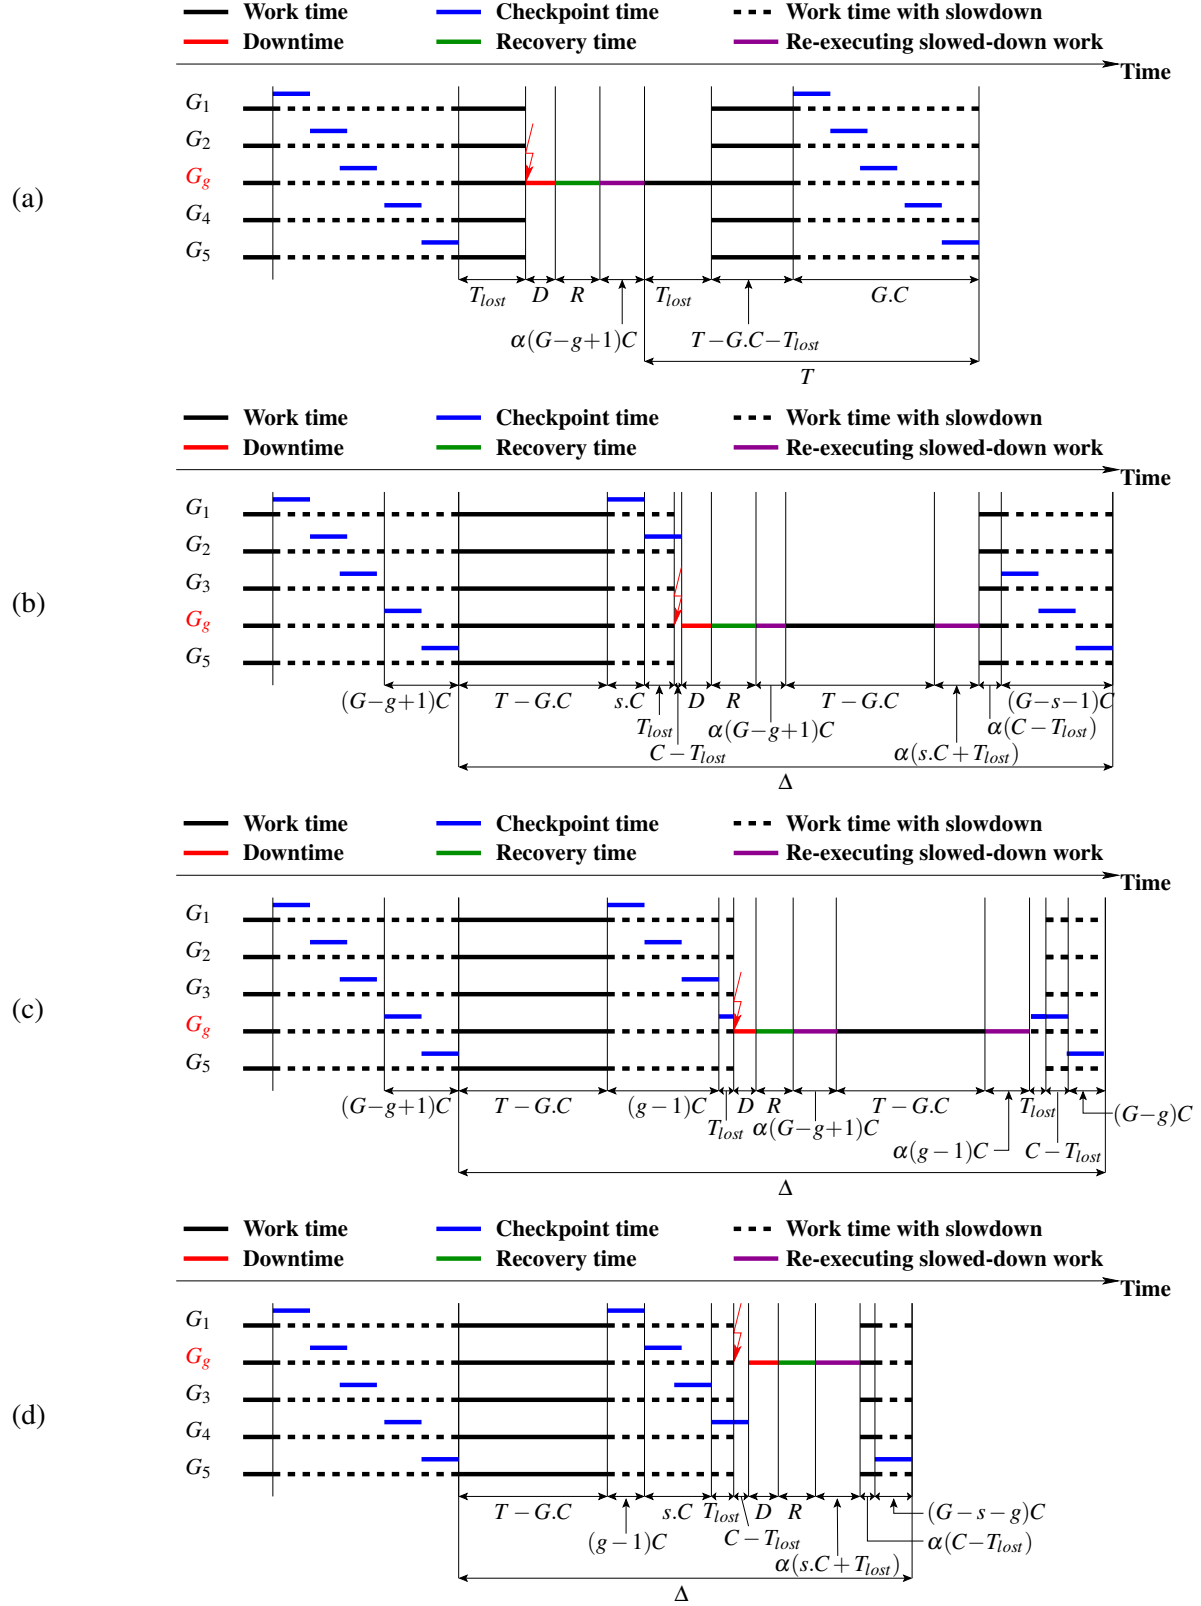 Work time Checkpoint time Work time with slowdown
Downtime Recovery time Re-executing slowed-down work
Time
G1
G2
Gg
G4
G5
(a)
Tlost D R Tlost G.C
α(G−g+1)C T−G.C−Tlost
T
Work time Checkpoint time Work time with slowdown
Downtime Recovery time Re-executing slowed-down work
Time
G1
G2
G3
Gg
G5
(b)
(G−g+1)C T−G.C s.C D R T−G.C (G−s−1)C
Tlost α(G−g+1)C α(C−Tlost)
C−Tlost α(s.C+Tlost)
Δ
Work time Checkpoint time Work time with slowdown
Downtime Recovery time Re-executing slowed-down work
Time
G1
G2
G3
Gg
G5
(c)
(G−g+1)C T−G.C (g−1)C D R T−G.C Tlost (G−g)C
Tlost α(G−g+1)C
α(g−1)C C−Tlost
Δ
Work time Checkpoint time Work time with slowdown
Downtime Recovery time Re-executing slowed-down work
Time
G1
Gg
G3
G4
G5
(d)
T−G.C s.C Tlost D R (G−s−g)C
(g−1)C C−Tlost α(C−Tlost)
α(s.C+Tlost)
Δ